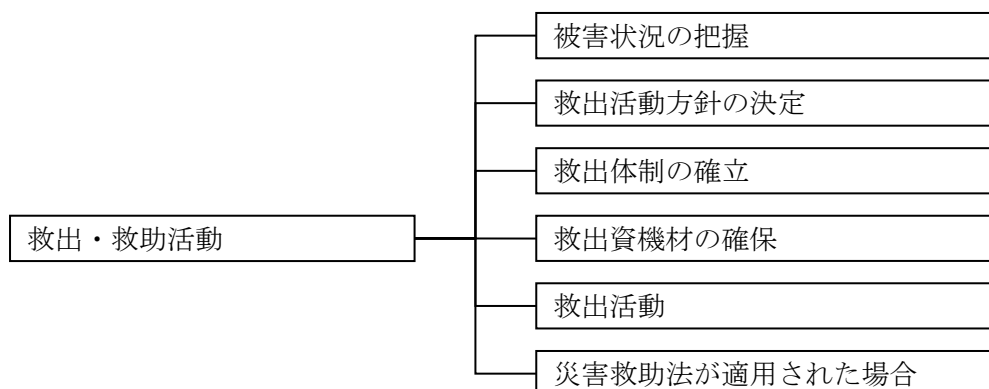 被害状況の把握
救出活動方針の決定
救出体制の確立
救出・救助活動
救出資機材の確保
救出活動
災害救助法が適用された場合